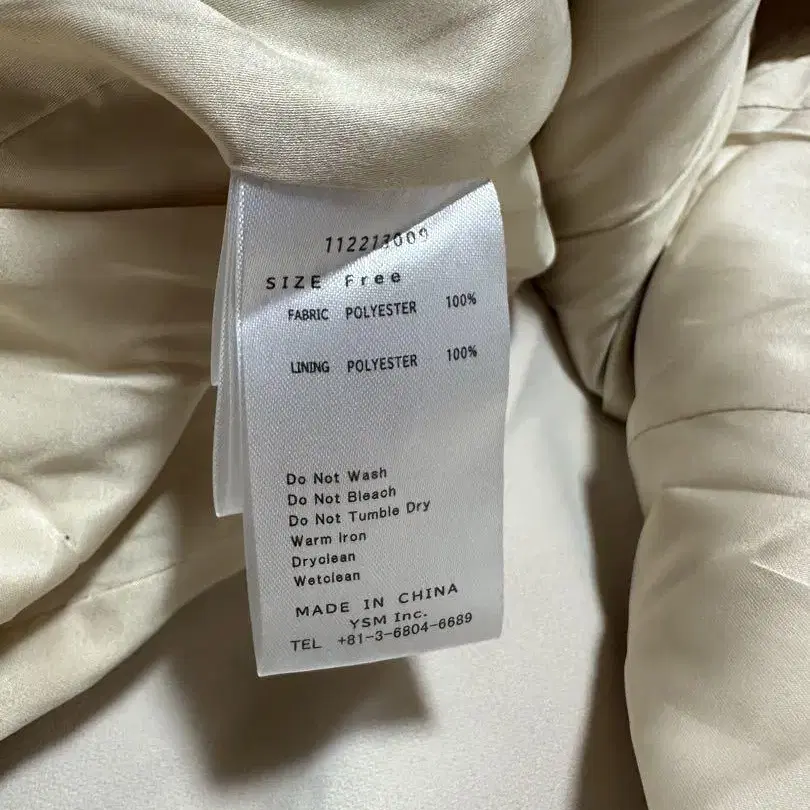 112213009
SIZE Free
FABRIC POLYESTER 100%
LINING POLYESTER 100%
Do Not Wash
Do Not Bleach
Do Not Tumble Dry
Warm Iron
Dryclean
Wetclean
MADE IN CHINA
YSM Inc.
TEL +81-3-6804-6689